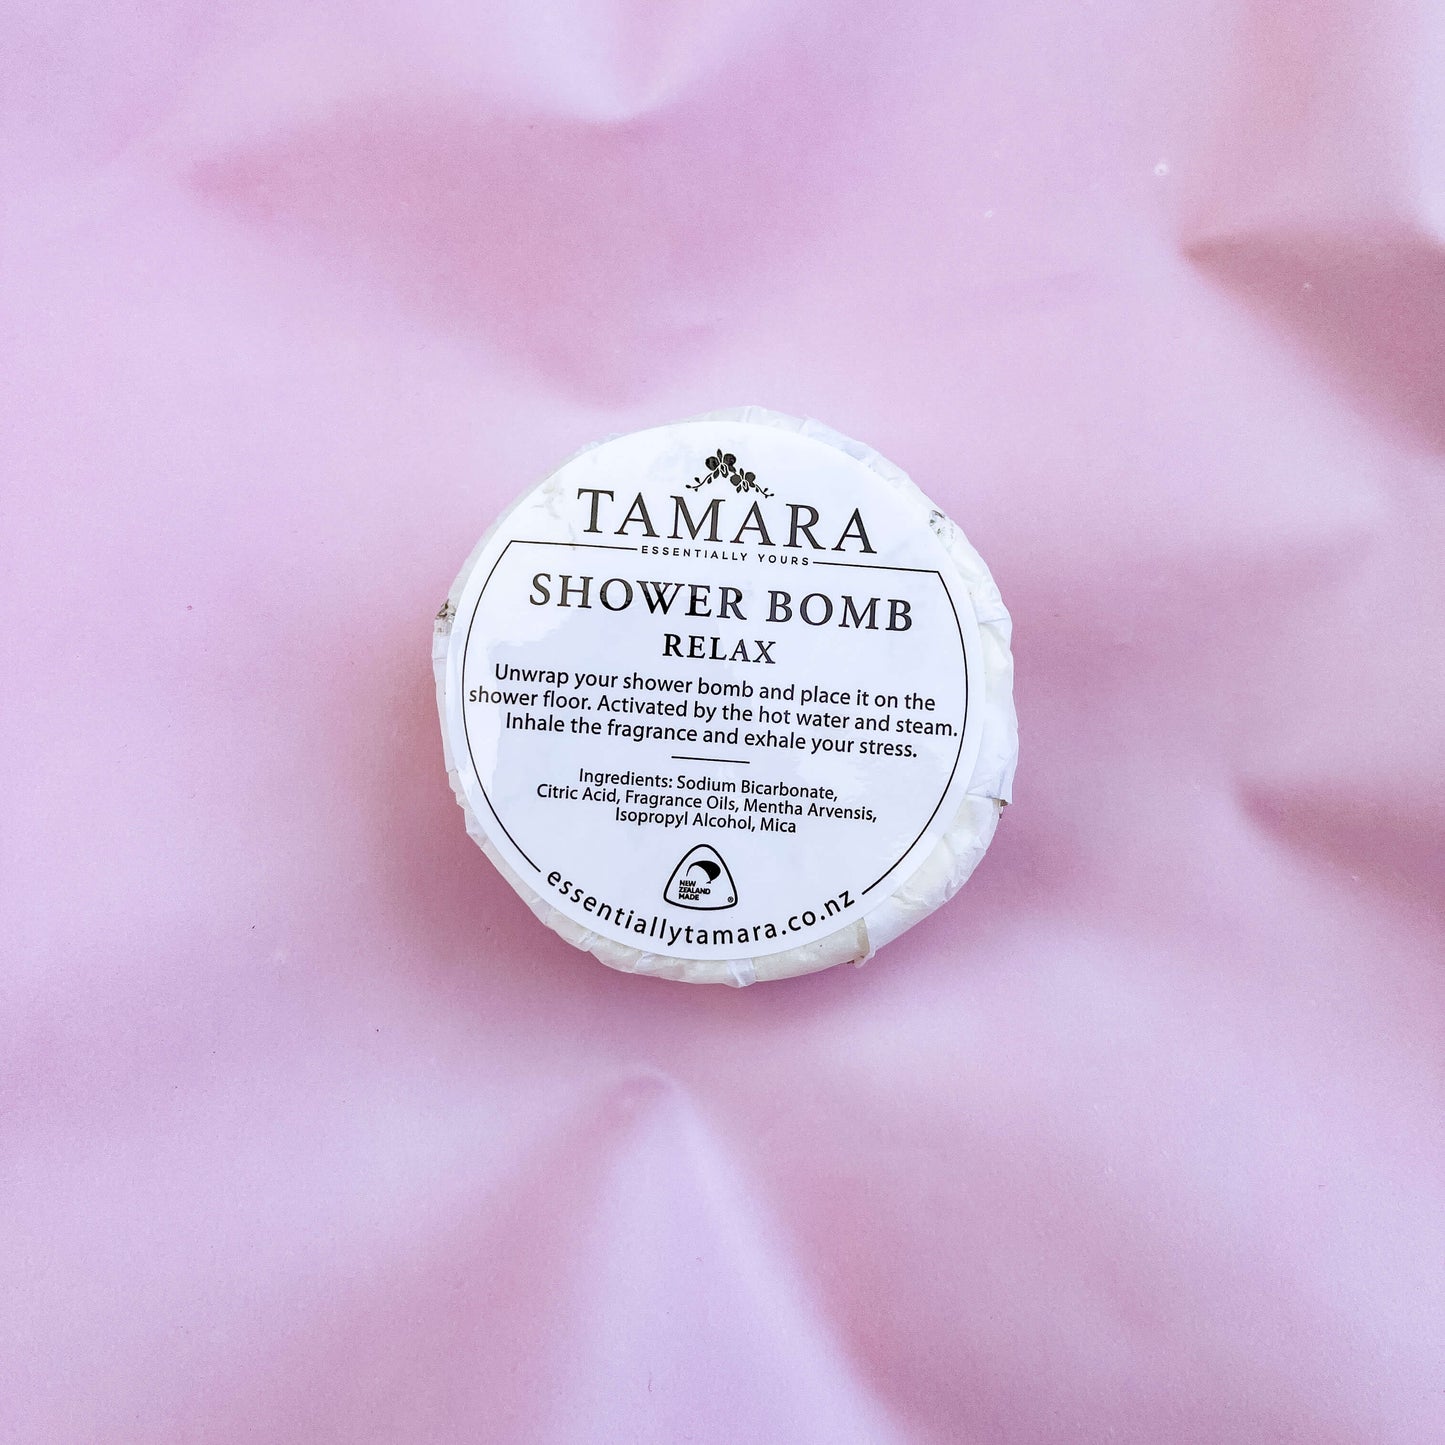 TAMARA
ESSENTIALLY YOURS
SHOWER BOMB
RELAX
Unwrap your shower bomb and place it on the
shower floor. Activated by the hot water and steam.
Inhale the fragrance and exhale your stress.
Ingredients: Sodium Bicarbonate,
Citric Acid, Fragrance Oils, Mentha Arvensis,
Isopropyl Alcohol, Mica
NEW
ZEALAND
MADE
®
essentiallytamara.co.nz